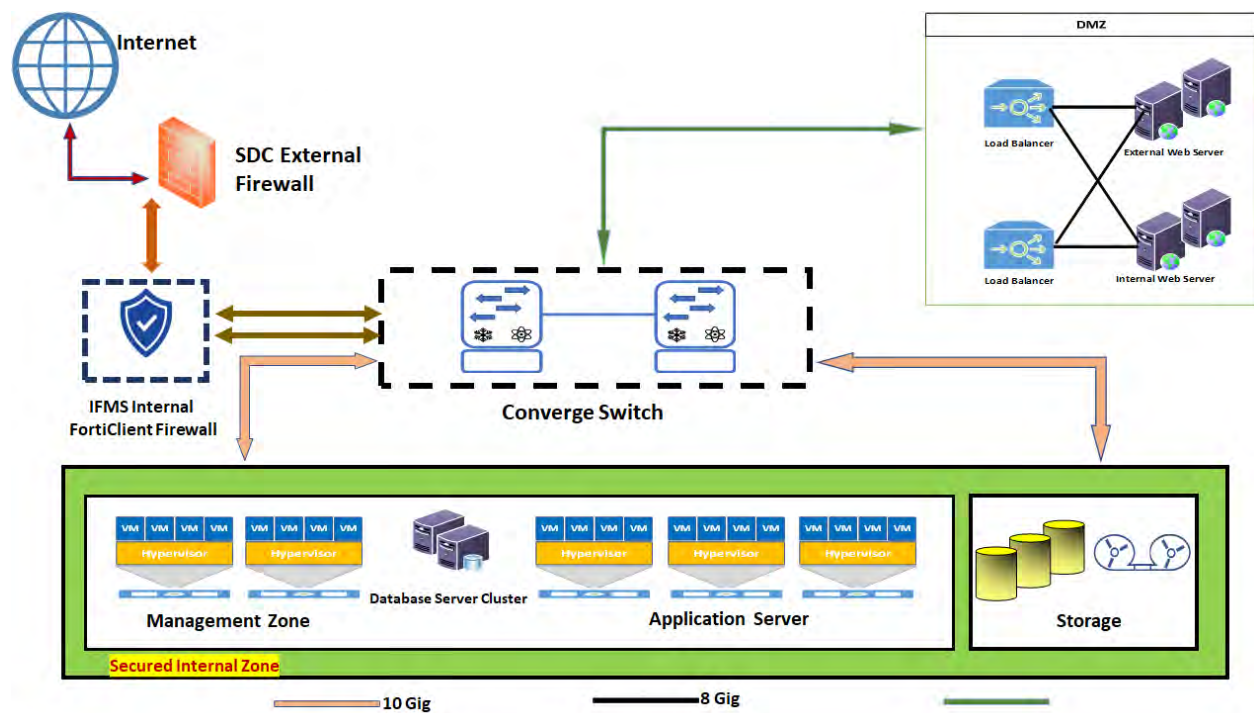 Internet
SDC External
Firewall
IFMS Internal
FortiClient Firewall
Converge Switch
DMZ
Load Balancer
External Web Server
Load Balancer
Internal Web Server
VM VM VM VM
Hypervisor
VM VM VM VM
Hypervisor
Management Zone
Database Server Cluster
VM VM VM VM
Hypervisor
VM VM VM VM
Hypervisor
VM VM VM VM
Hypervisor
Application Server
Storage
Secured Internal Zone
10 Gig
8 Gig